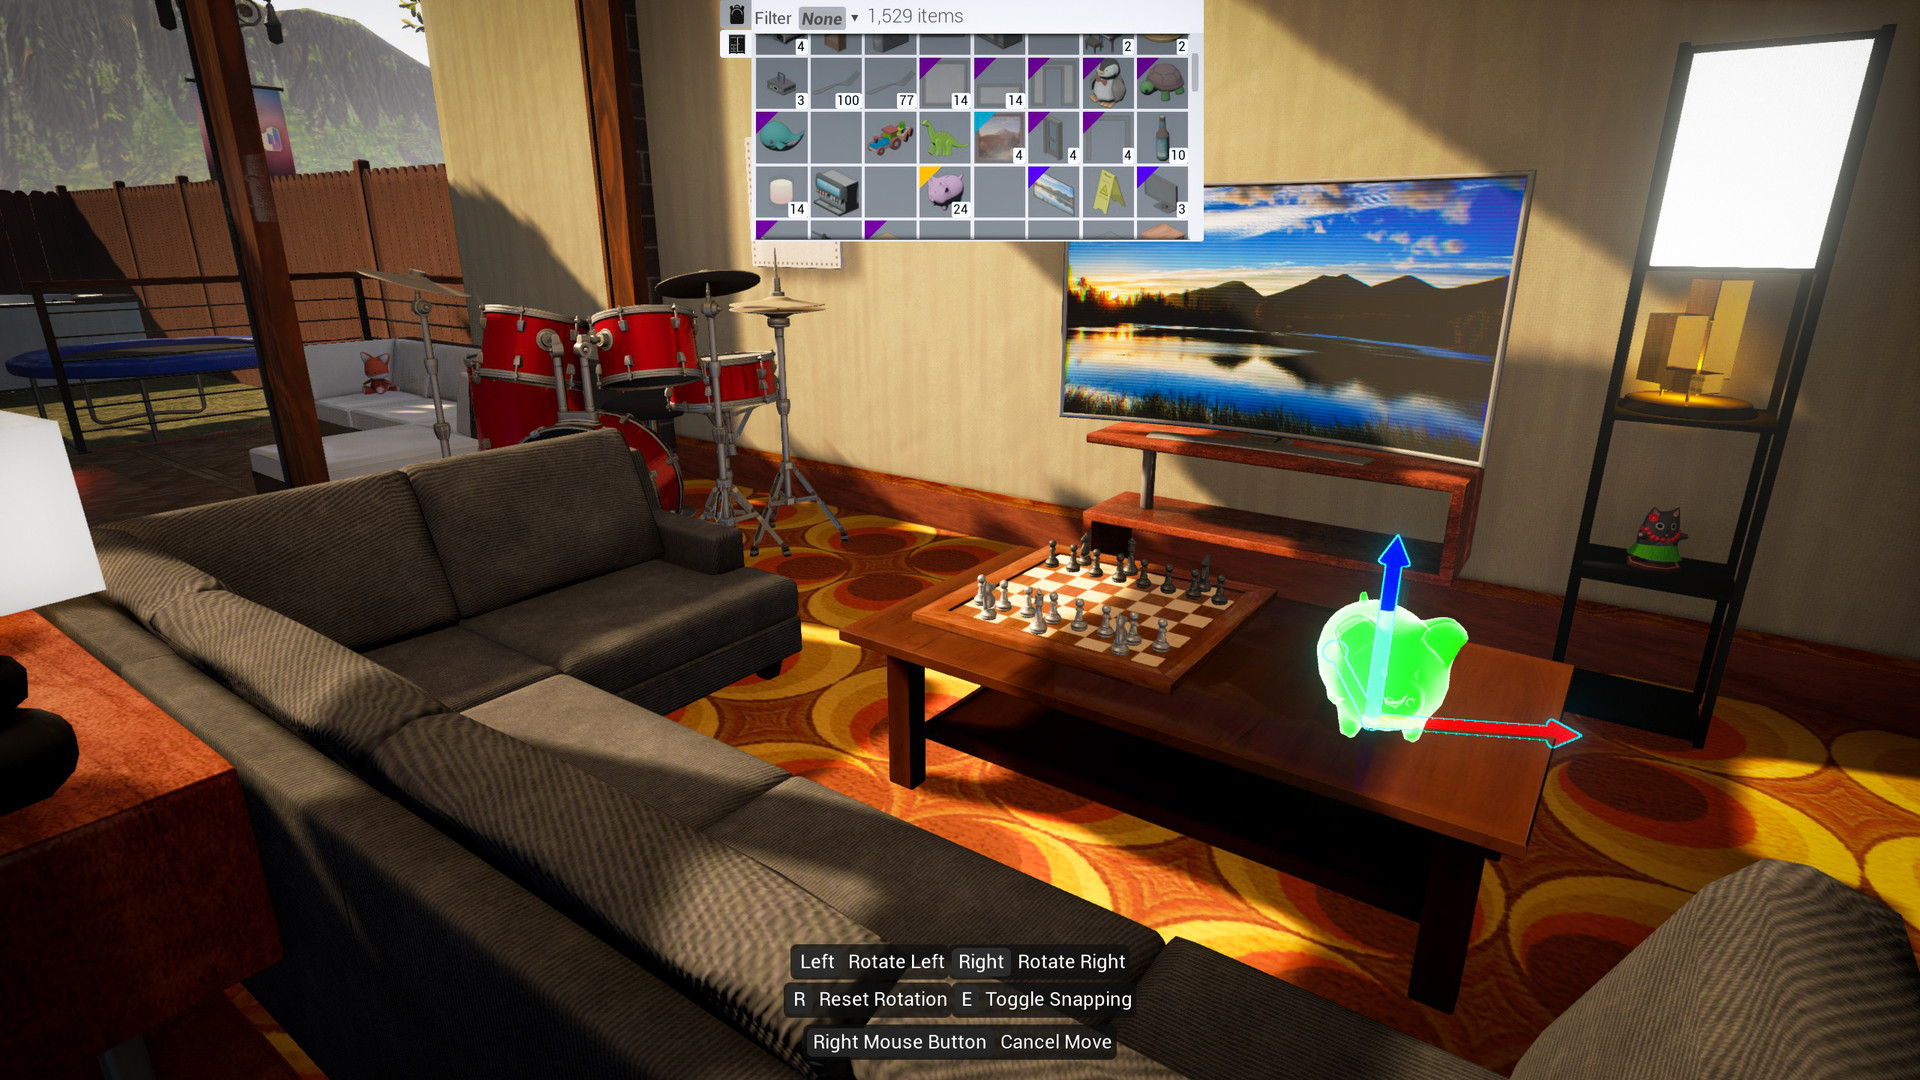 Filter None ▾ 1,529 items
4 2 2
3 100 77 14 14
4 4 4 10
14 24 3
Left Rotate Left Right Rotate Right
R Reset Rotation E Toggle Snapping
Right Mouse Button Cancel Move